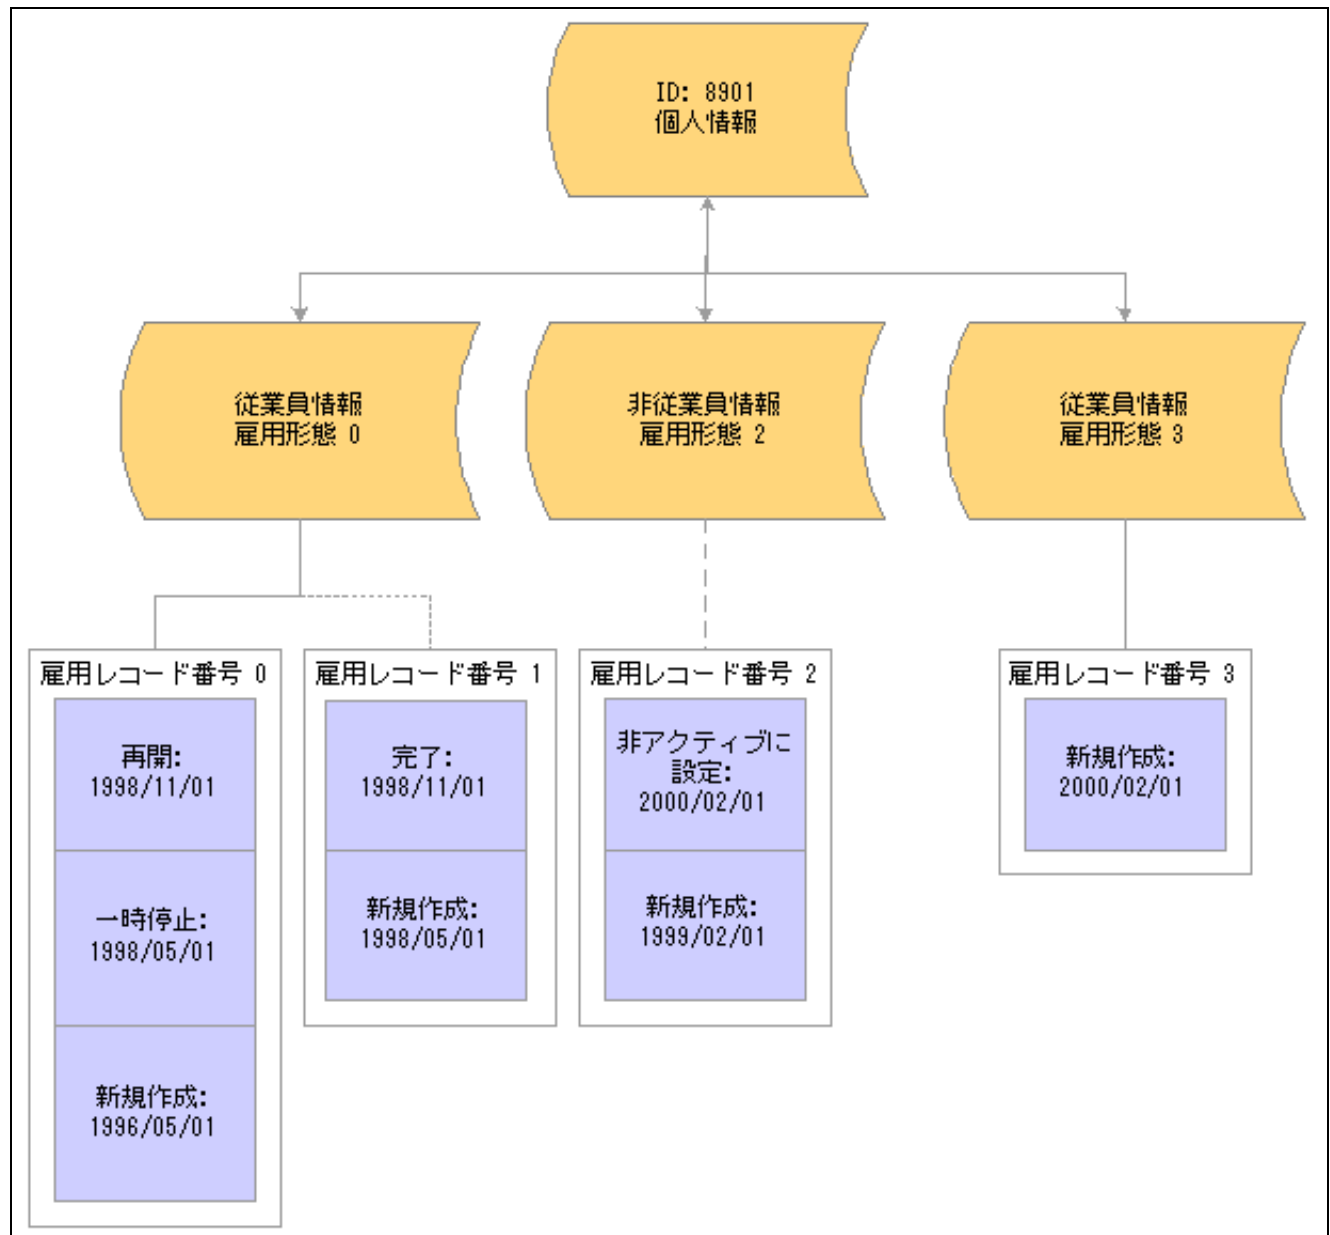 ID: 8901
個人情報
従業員情報
雇用形態 0
非従業員情報
雇用形態 2
従業員情報
雇用形態 3
雇用レコード番号 0
再開:
1998/11/01
一時停止:
1998/05/01
新規作成:
1996/05/01
雇用レコード番号 1
完了:
1998/11/01
新規作成:
1998/05/01
雇用レコード番号 2
非アクティブに
設定:
2000/02/01
新規作成:
1999/02/01
雇用レコード番号 3
新規作成:
2000/02/01